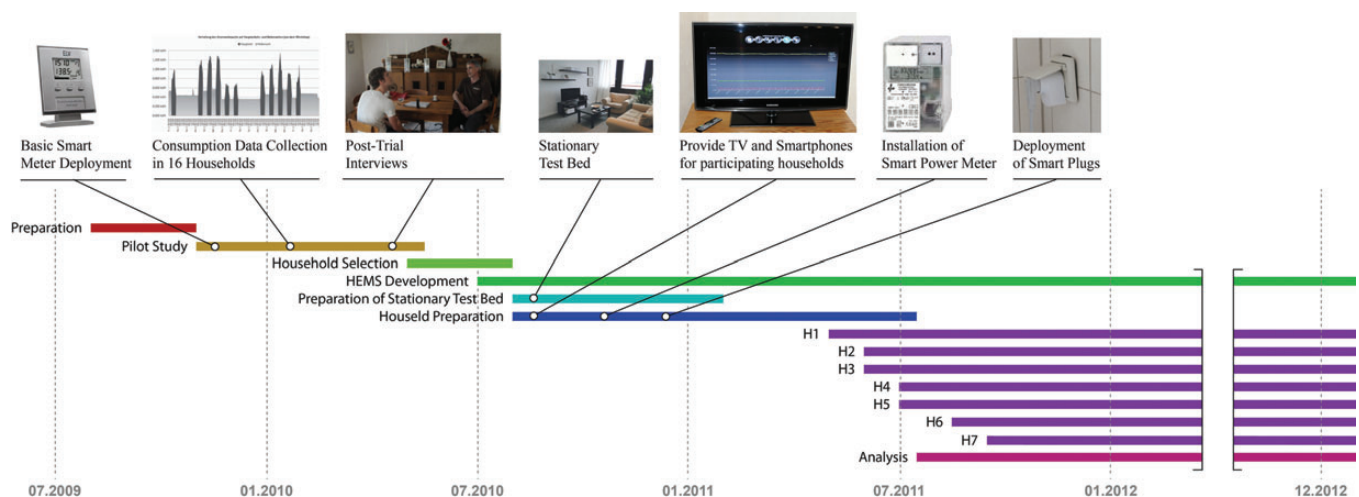 Basic Smart
Meter Deployment
Consumption Data Collection
in 16 Households
Post-Trial
Interviews
Stationary
Test Bed
Provide TV and Smartphones
for participating households
Installation of
Smart Power Meter
Deployment
of Smart Plugs
Preparation
Pilot Study
Household Selection
HEMS Development
Preparation of Stationary Test Bed
Houseld Preparation
H1
H2
H3
H4
H5
H6
H7
Analysis
07.2009
01.2010
07.2010
01.2011
07.2011
01.2012
12.2012